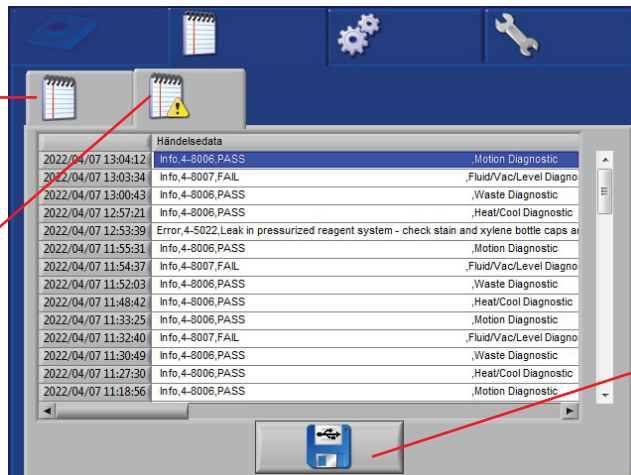 Händelsedata
2022/04/07 13:04:12 Info,4-8006,PASS ,Motion Diagnostic
2022/04/07 13:03:34 Info,4-8007,FAIL ,Fluid/Vac/Level Diagno
2022/04/07 13:00:43 Info,4-8006,PASS ,Waste Diagnostic
2022/04/07 12:57:21 Info,4-8006,PASS ,Heat/Cool Diagnostic
2022/04/07 12:53:39 Error,4-5022,Leak in pressurized reagent system - check stain and xylene bottle caps a
2022/04/07 11:55:31 Info,4-8006,PASS ,Motion Diagnostic
2022/04/07 11:54:37 Info,4-8007,FAIL ,Fluid/Vac/Level Diagno
2022/04/07 11:52:03 Info,4-8006,PASS ,Waste Diagnostic
2022/04/07 11:48:42 Info,4-8006,PASS ,Heat/Cool Diagnostic
2022/04/07 11:33:25 Info,4-8006,PASS ,Motion Diagnostic
2022/04/07 11:32:40 Info,4-8007,FAIL ,Fluid/Vac/Level Diagno
2022/04/07 11:30:49 Info,4-8006,PASS ,Waste Diagnostic
2022/04/07 11:27:30 Info,4-8006,PASS ,Heat/Cool Diagnostic
2022/04/07 11:18:56 Info,4-8006,PASS ,Motion Diagnostic